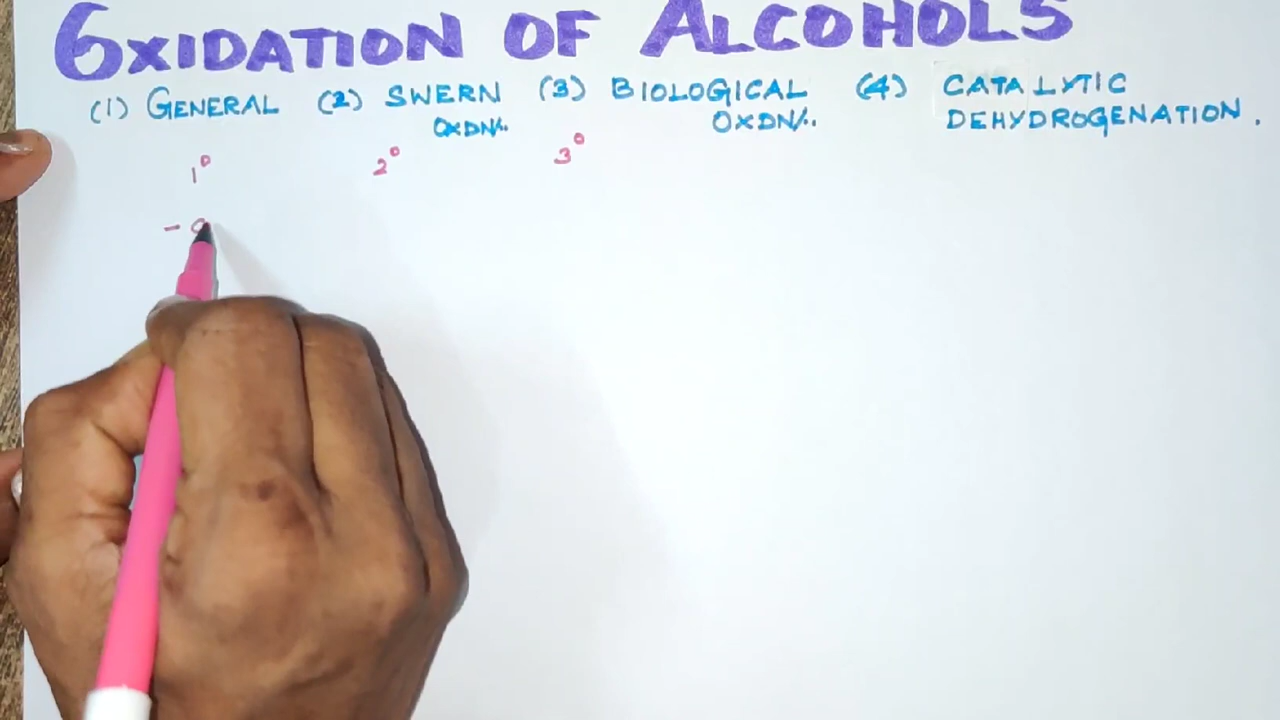 OXIDATION OF ALCOHOLS
(1) GENERAL (2) SWERN OXDN/. (3) BIOLOGICAL OXDN/. (4) CATALYTIC DEHYDROGENATION.
1° 2° 3°
-